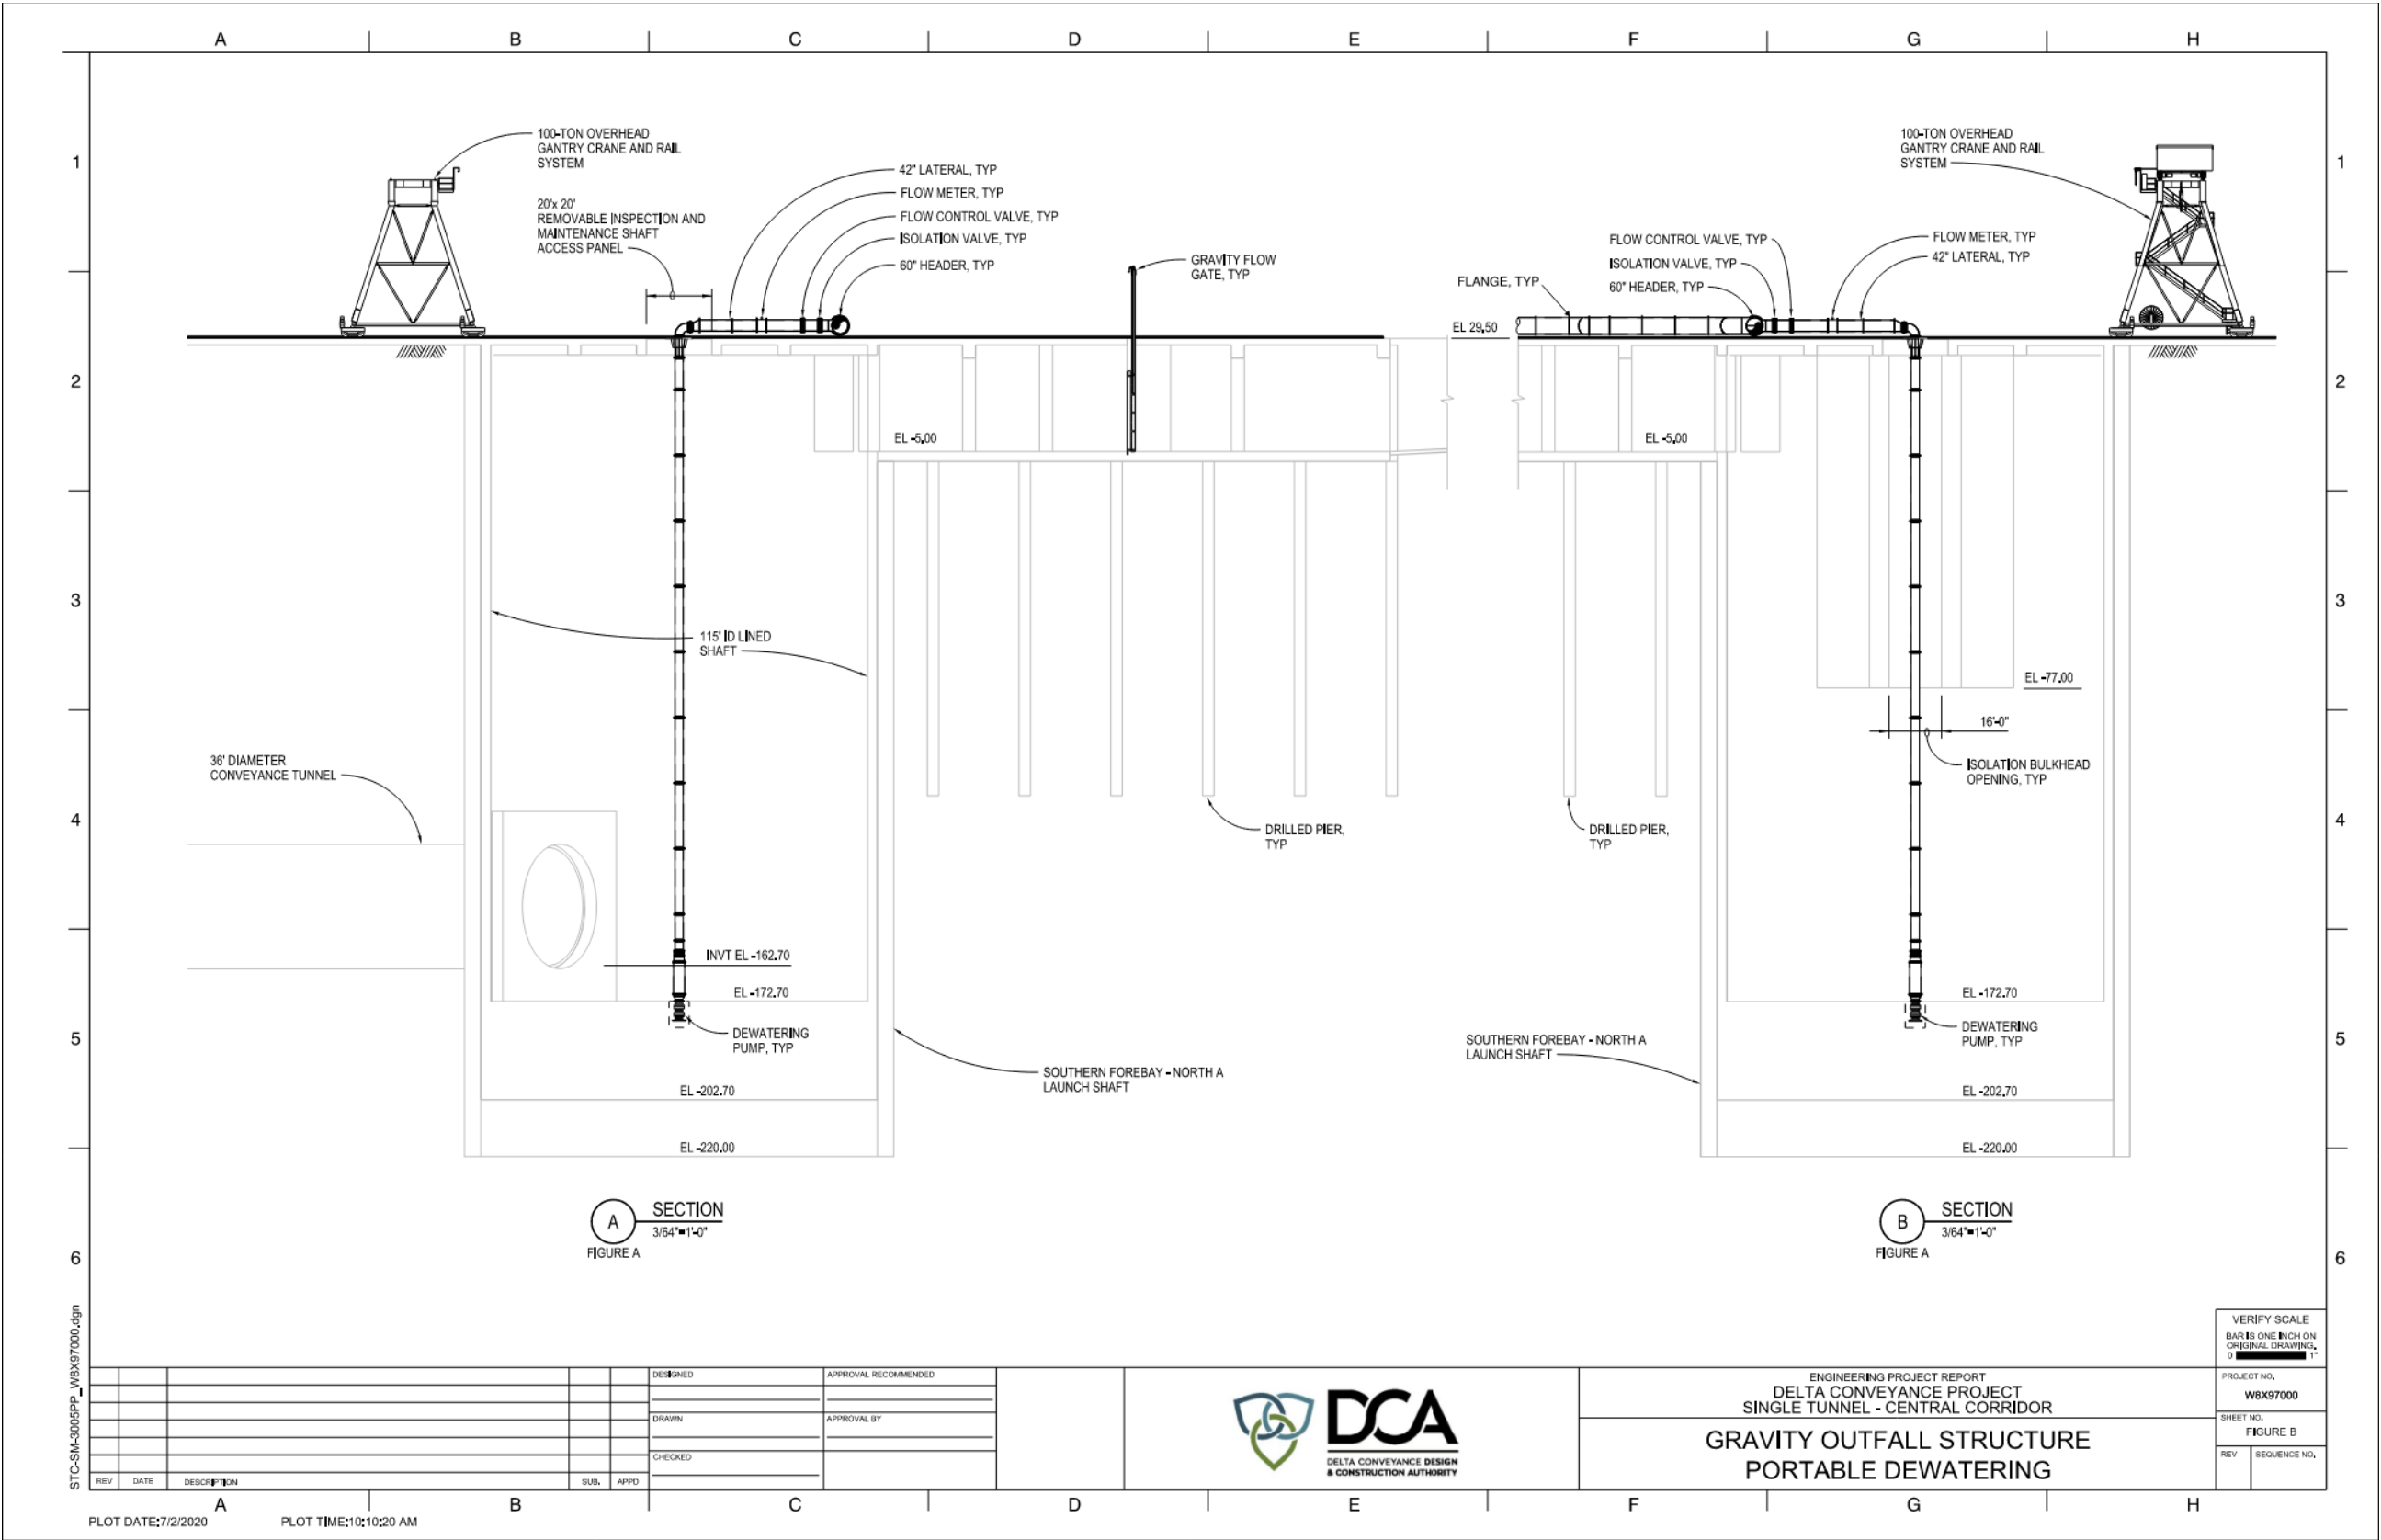 A B C D E F G H
1
100-TON OVERHEAD
GANTRY CRANE AND RAIL
SYSTEM
20'x 20'
REMOVABLE INSPECTION AND
MAINTENANCE SHAFT
ACCESS PANEL
42" LATERAL, TYP
FLOW METER, TYP
FLOW CONTROL VALVE, TYP
ISOLATION VALVE, TYP
60" HEADER, TYP
GRAVITY FLOW
GATE, TYP
FLANGE, TYP
FLOW CONTROL VALVE, TYP
ISOLATION VALVE, TYP
60" HEADER, TYP
100-TON OVERHEAD
GANTRY CRANE AND RAIL
SYSTEM
FLOW METER, TYP
42" LATERAL, TYP
1
EL 29.50
2
EL -5.00
EL -5.00
2
3
115' ID LINED
SHAFT
EL -77.00
16'-0"
ISOLATION BULKHEAD
OPENING, TYP
3
36' DIAMETER
CONVEYANCE TUNNEL
4
DRILLED PIER,
TYP
DRILLED PIER,
TYP
4
INVT EL -162.70
EL -172.70
DEWATERING
PUMP, TYP
EL -172.70
DEWATERING
PUMP, TYP
5
SOUTHERN FOREBAY - NORTH A
LAUNCH SHAFT
SOUTHERN FOREBAY - NORTH A
LAUNCH SHAFT
5
EL -202.70
EL -202.70
EL -220.00
EL -220.00
A SECTION
3/64"=1'-0"
FIGURE A
B SECTION
3/64"=1'-0"
FIGURE A
6
6
STC-SM-3005PP_W8X97000.dgn
VERIFY SCALE
BAR IS ONE INCH ON
ORIGINAL DRAWING.
0 1"
REV DATE DESCRIPTION SUB. APPD
DESIGNED
DRAWN
CHECKED
APPROVAL RECOMMENDED
APPROVAL BY
DCA
DELTA CONVEYANCE DESIGN
& CONSTRUCTION AUTHORITY
ENGINEERING PROJECT REPORT
DELTA CONVEYANCE PROJECT
SINGLE TUNNEL - CENTRAL CORRIDOR
GRAVITY OUTFALL STRUCTURE
PORTABLE DEWATERING
PROJECT NO.
W8X97000
SHEET NO.
FIGURE B
REV SEQUENCE NO.
A B C D E F G H
PLOT DATE:7/2/2020 PLOT TIME:10:10:20 AM